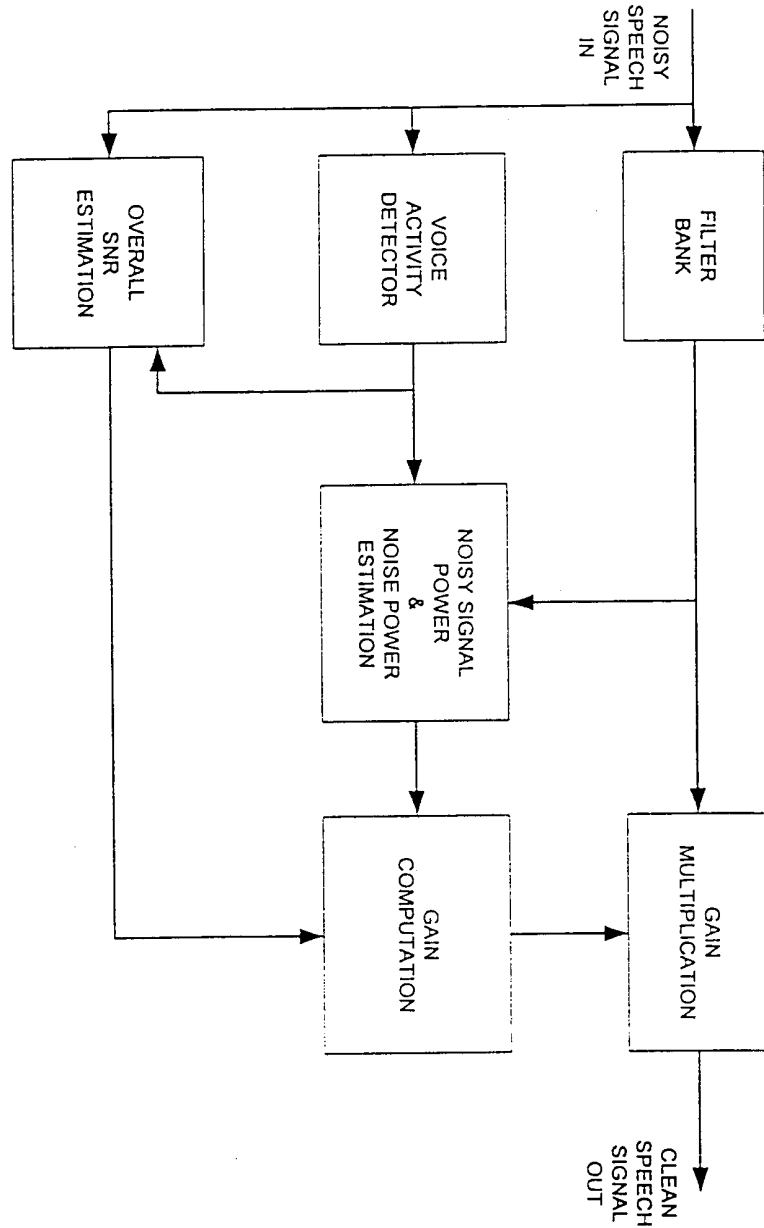 NOISY
SPEECH
SIGNAL
IN
FILTER
BANK
VOICE
ACTIVITY
DETECTOR
OVERALL
SNR
ESTIMATION
NOISY SIGNAL
POWER
&
NOISE POWER
ESTIMATION
GAIN
COMPUTATION
GAIN
MULTIPLICATION
CLEAN
SPEECH
SIGNAL
OUT